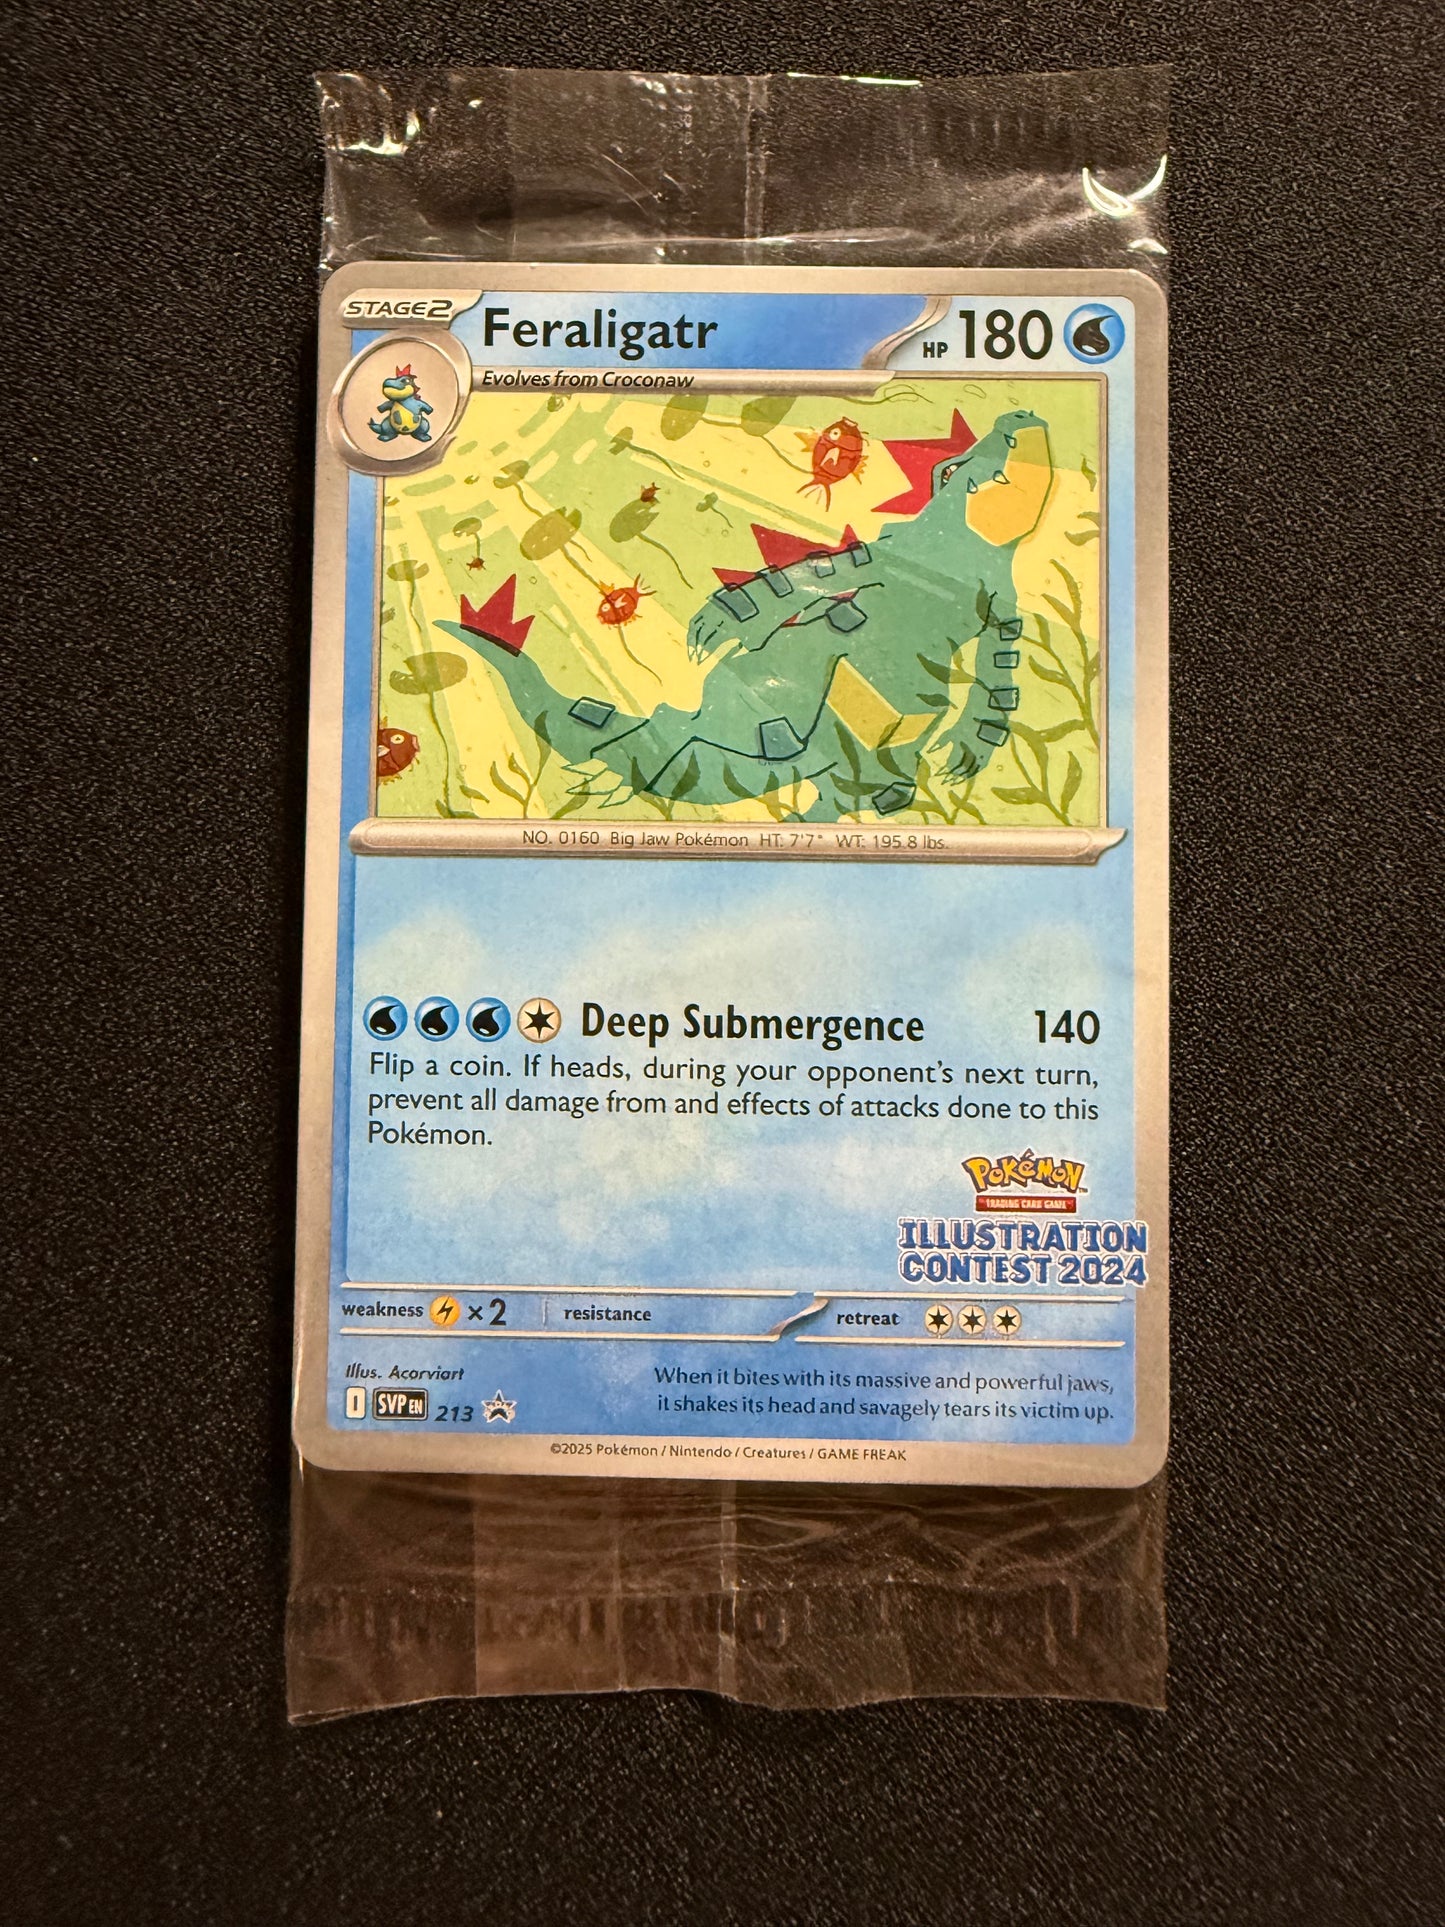 STAGE2
Feraligatr
HP 180
Evolves from Croconaw
NO. 0160 Big Jaw Pokémon HT: 7'7" WT: 195.8 lbs.
Deep Submergence 140
Flip a coin. If heads, during your opponent's next turn,
prevent all damage from and effects of attacks done to this
Pokémon.
POKéMON
TRADING CARD GAME
ILLUSTRATION
CONTEST 2024
weakness ×2 resistance retreat
Illus. Acorviart
When it bites with its massive and powerful jaws,
it shakes its head and savagely tears its victim up.
I SVP EN 213
©2025 Pokémon / Nintendo / Creatures / GAME FREAK